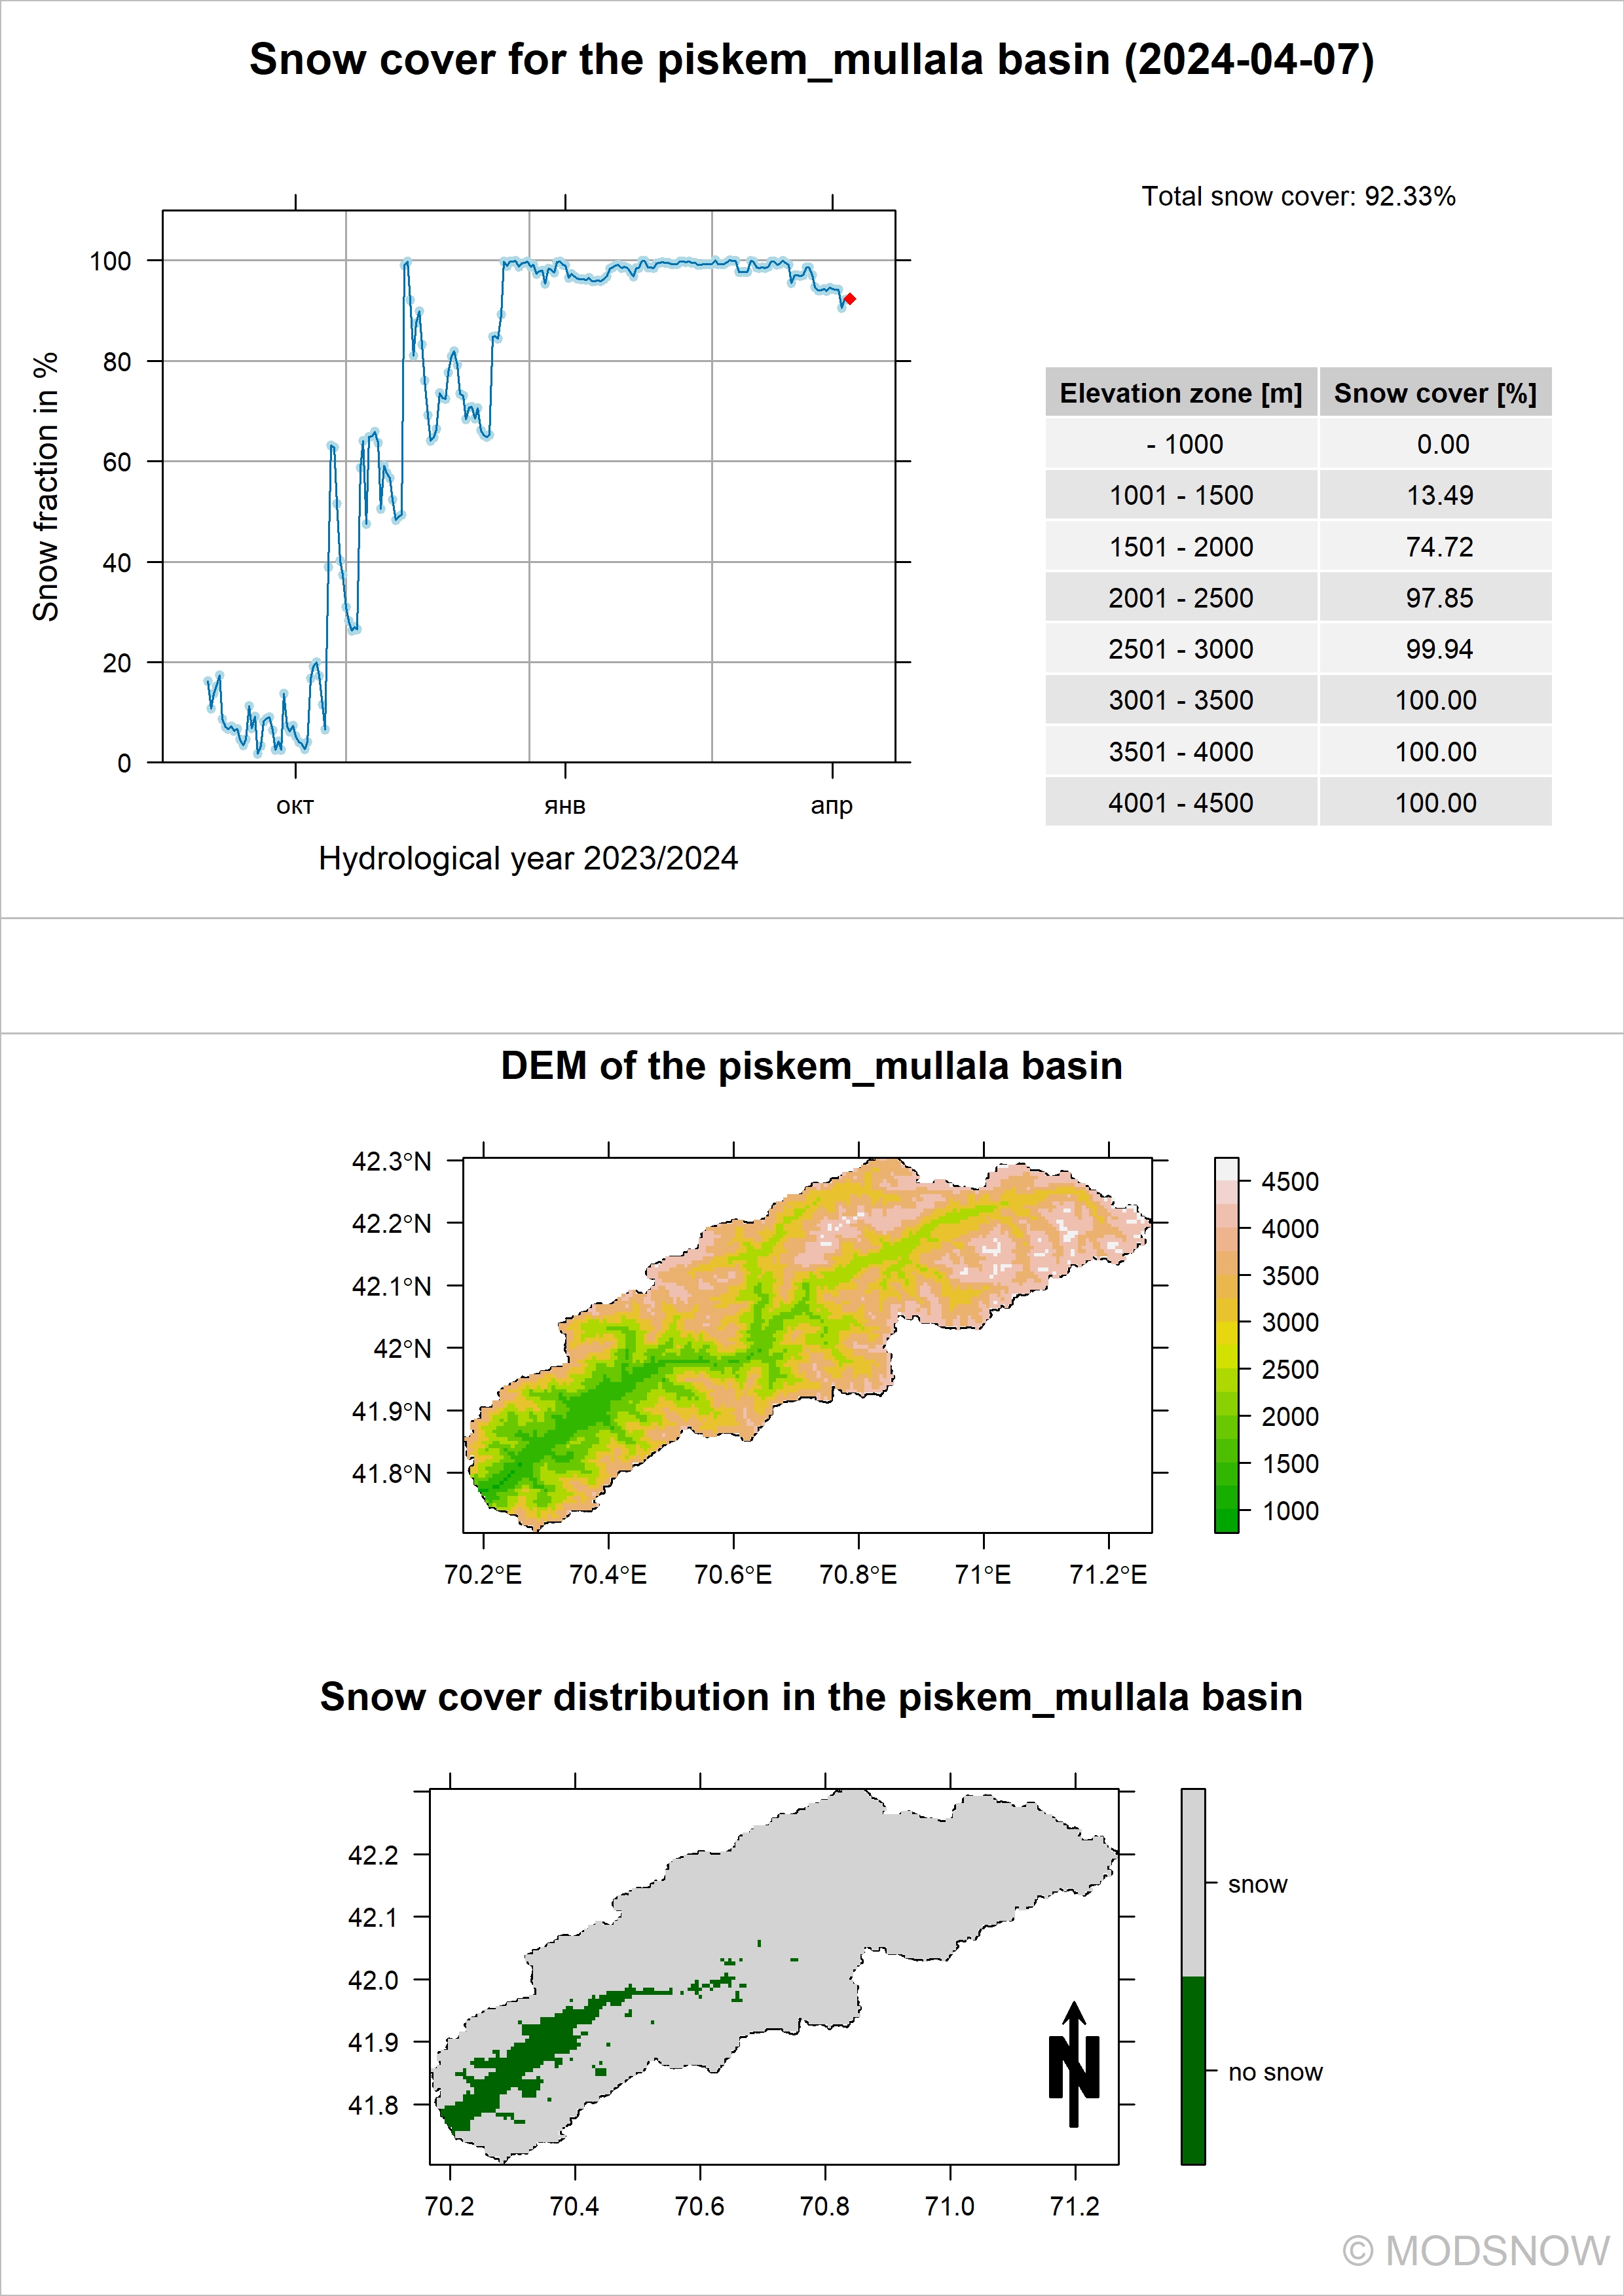 Snow cover for the piskem_mullala basin (2024-04-07)
Total snow cover: 92.33%
Snow fraction in %
100
80
60
40
20
0
окт янв апр
Hydrological year 2023/2024
Elevation zone [m] Snow cover [%]
- 1000 0.00
1001 - 1500 13.49
1501 - 2000 74.72
2001 - 2500 97.85
2501 - 3000 99.94
3001 - 3500 100.00
3501 - 4000 100.00
4001 - 4500 100.00
DEM of the piskem_mullala basin
42.3°N
42.2°N
42.1°N
42°N
41.9°N
41.8°N
70.2°E 70.4°E 70.6°E 70.8°E 71°E 71.2°E
4500
4000
3500
3000
2500
2000
1500
1000
Snow cover distribution in the piskem_mullala basin
42.2
42.1
42.0
41.9
41.8
70.2 70.4 70.6 70.8 71.0 71.2
N
snow
no snow
© MODSNOW